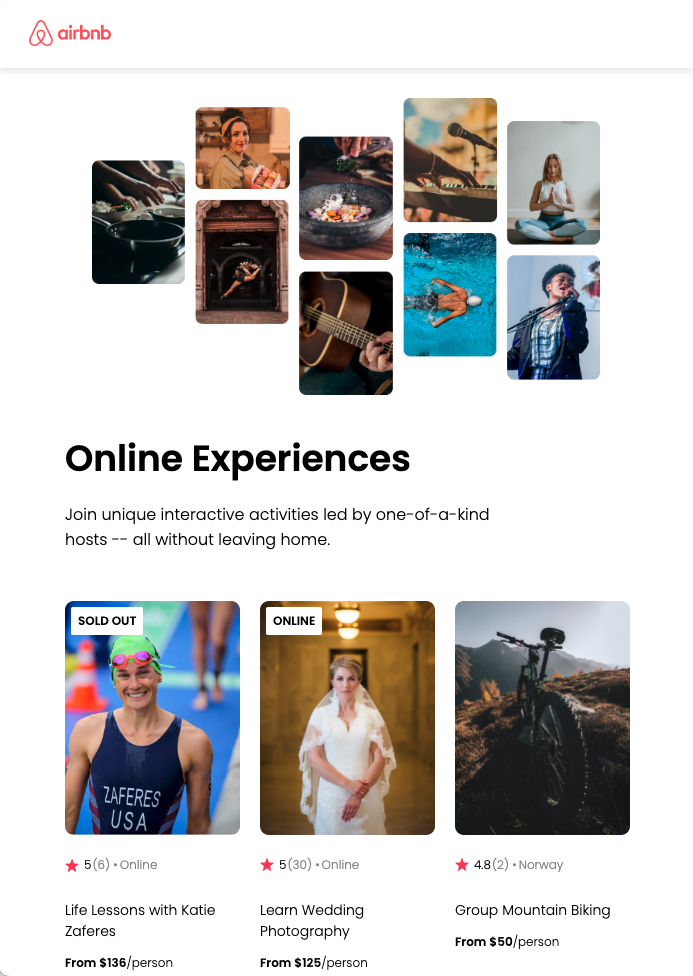 airbnb
Online Experiences
Join unique interactive activities led by one-of-a-kind
hosts -- all without leaving home.
SOLD OUT
ZAFERES
USA
5(6) • Online
Life Lessons with Katie
Zaferes
From $136/person
ONLINE
5(30) • Online
Learn Wedding
Photography
From $125/person
4.8(2) • Norway
Group Mountain Biking
From $50/person